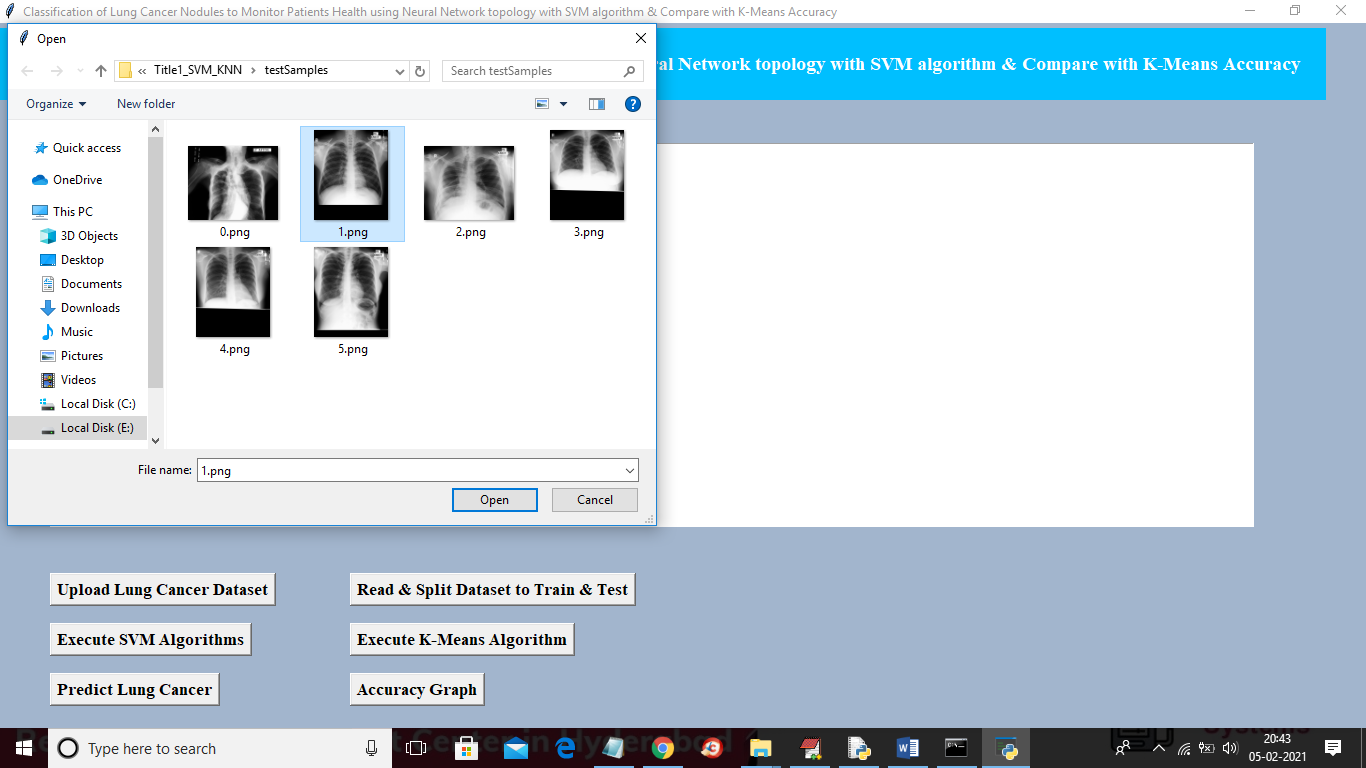 Classification of Lung Cancer Nodules to Monitor Patients Health using Neural Network topology with SVM algorithm & Compare with K-Means Accuracy
Open
ral Network topology with SVM algorithm & Compare with K-Means Accuracy
« Title1_SVM_KNN › testSamples
Search testSamples
Organize
New folder
Quick access
OneDrive
This PC
3D Objects
Desktop
Documents
Downloads
Music
Pictures
Videos
Local Disk (C:)
Local Disk (E:)
0.png
1.png
2.png
3.png
4.png
5.png
File name: 1.png
Open
Cancel
Upload Lung Cancer Dataset
Read & Split Dataset to Train & Test
Execute SVM Algorithms
Execute K-Means Algorithm
Predict Lung Cancer
Accuracy Graph
Type here to search
20:43
05-02-2021